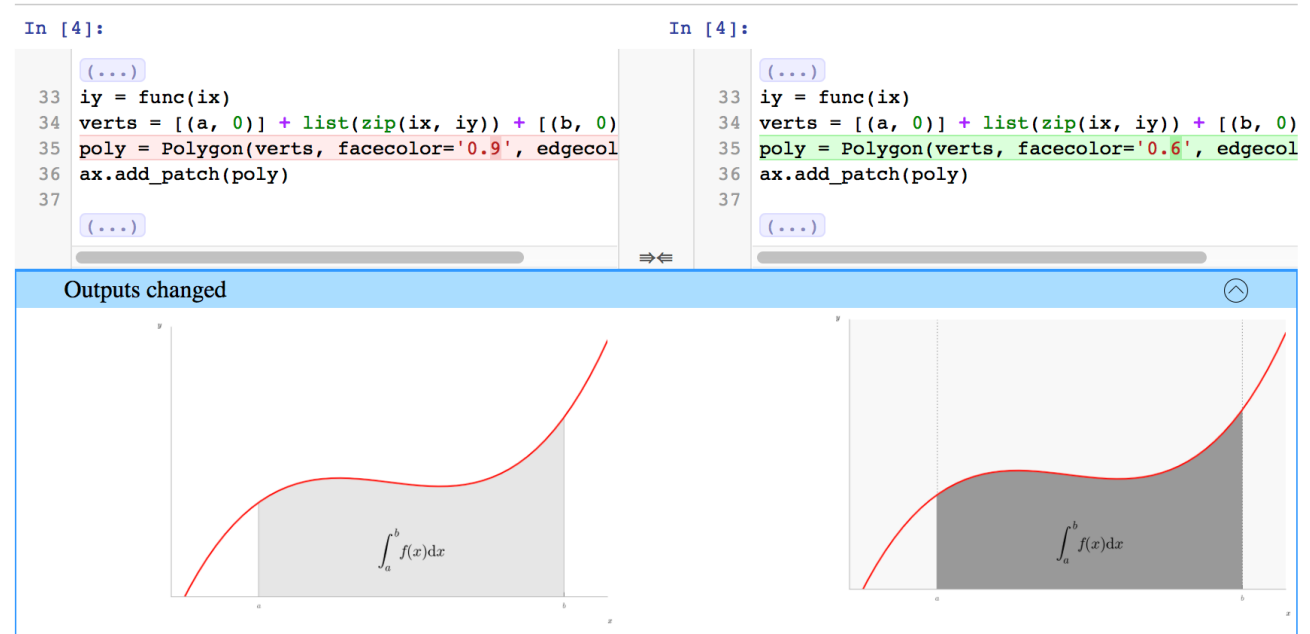 In [4]:
(...)
33 iy = func(ix)
34 verts = [(a, 0)] + list(zip(ix, iy)) + [(b, 0)
35 poly = Polygon(verts, facecolor='0.9', edgecol
36 ax.add_patch(poly)
37
(...)
In [4]:
(...)
33 iy = func(ix)
34 verts = [(a, 0)] + list(zip(ix, iy)) + [(b, 0)
35 poly = Polygon(verts, facecolor='0.6', edgecol
36 ax.add_patch(poly)
37
(...)
⇛⇚
Outputs changed
y
∫_a^b f(x)dx
a b
x
y
∫_a^b f(x)dx
a b
x